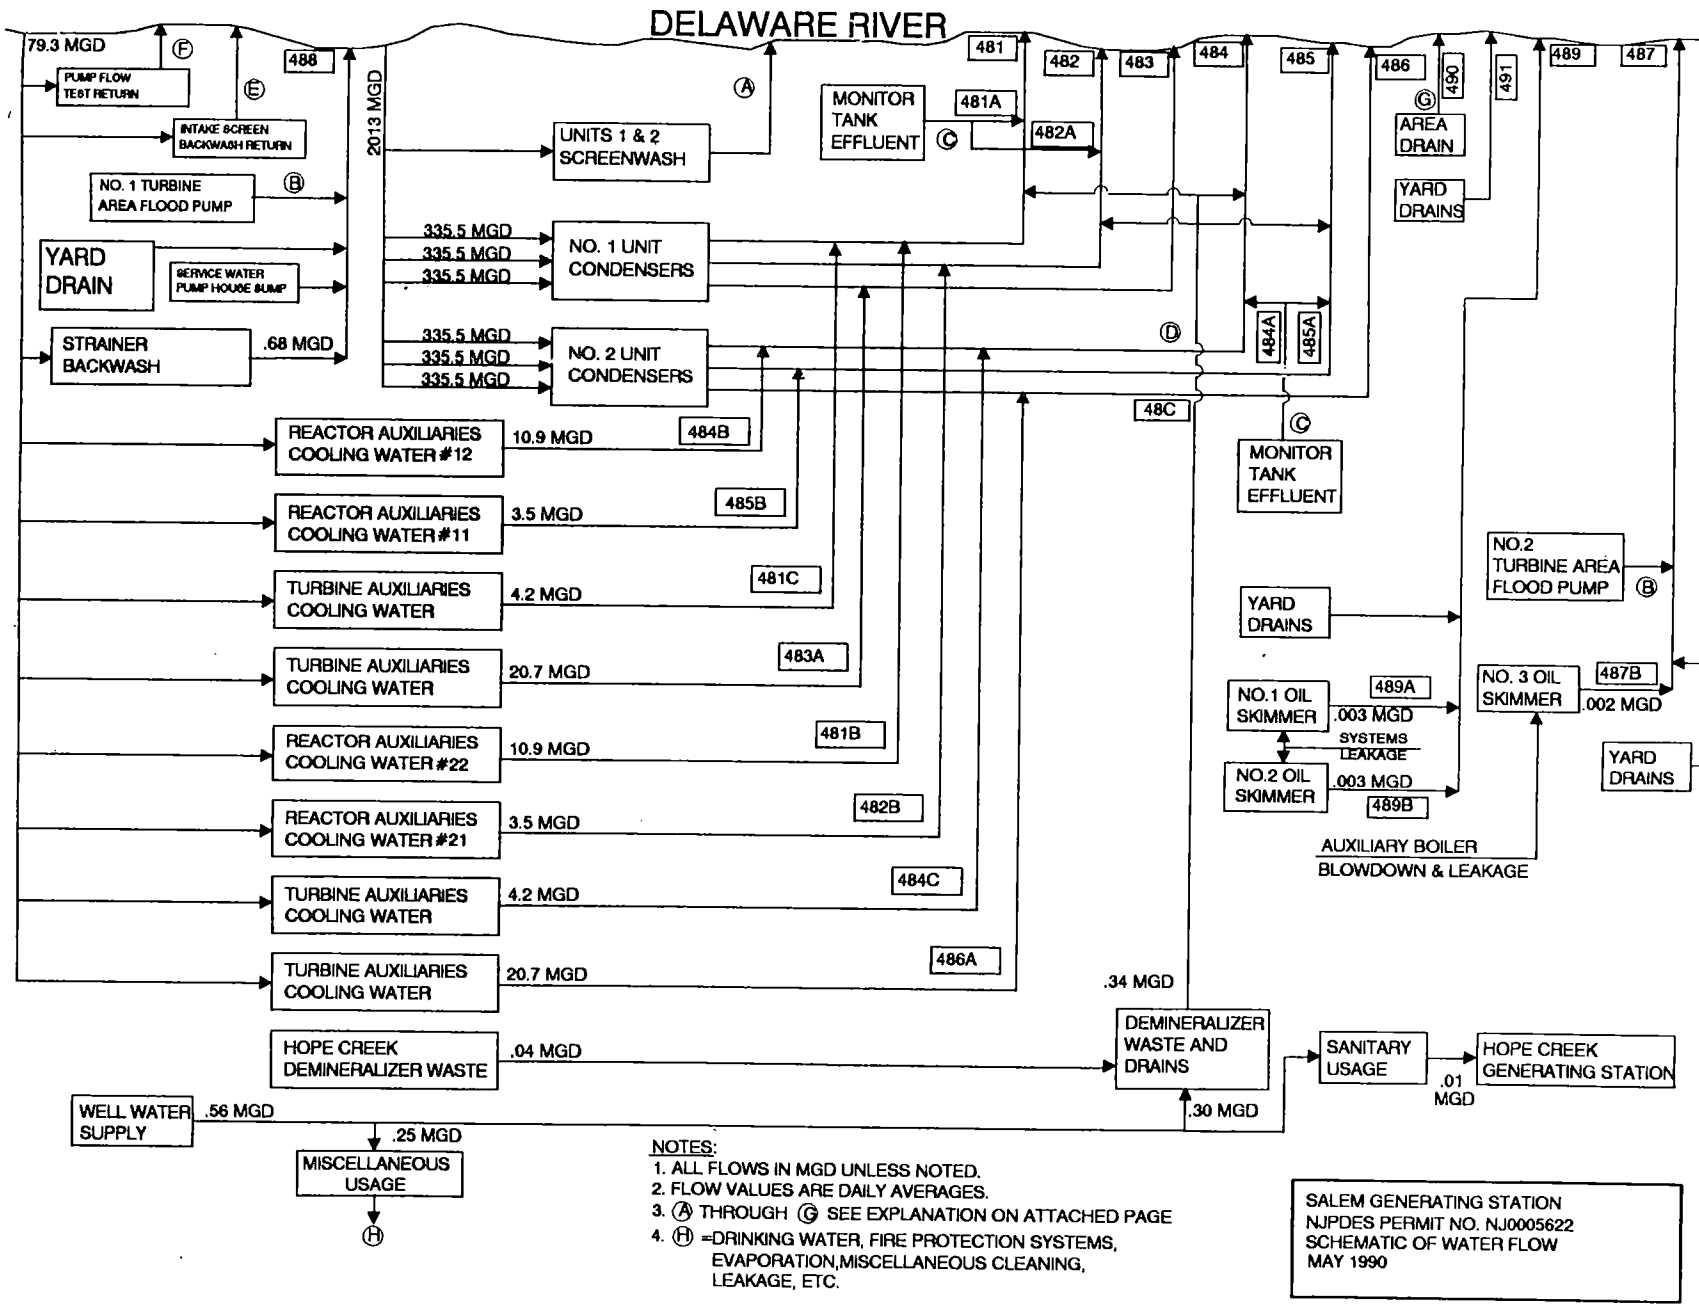 DELAWARE RIVER
79.3 MGD
F
PUMP FLOW
TEST RETURN
E
INTAKE SCREEN
BACKWASH RETURN
488
2013 MGD
NO. 1 TURBINE
AREA FLOOD PUMP
B
YARD
DRAIN
SERVICE WATER
PUMP HOUSE SUMP
STRAINER
BACKWASH
.68 MGD
UNITS 1 & 2
SCREENWASH
A
MONITOR
TANK
EFFLUENT
481A
C
482A
481
482
483
484
485
486
G
490
491
489
487
AREA
DRAIN
YARD
DRAINS
335.5 MGD
335.5 MGD
335.5 MGD
NO. 1 UNIT
CONDENSERS
335.5 MGD
335.5 MGD
335.5 MGD
NO. 2 UNIT
CONDENSERS
D
484A
485A
48C
C
MONITOR
TANK
EFFLUENT
REACTOR AUXILIARIES
COOLING WATER #12
10.9 MGD
484B
REACTOR AUXILIARIES
COOLING WATER #11
3.5 MGD
485B
TURBINE AUXILIARIES
COOLING WATER
4.2 MGD
481C
TURBINE AUXILIARIES
COOLING WATER
20.7 MGD
483A
REACTOR AUXILIARIES
COOLING WATER #22
10.9 MGD
481B
REACTOR AUXILIARIES
COOLING WATER #21
3.5 MGD
482B
TURBINE AUXILIARIES
COOLING WATER
4.2 MGD
484C
TURBINE AUXILIARIES
COOLING WATER
20.7 MGD
486A
NO.2
TURBINE AREA
FLOOD PUMP
B
YARD
DRAINS
NO.1 OIL
SKIMMER
489A
.003 MGD
SYSTEMS
LEAKAGE
NO.2 OIL
SKIMMER
.003 MGD
489B
NO. 3 OIL
SKIMMER
487B
.002 MGD
YARD
DRAINS
AUXILIARY BOILER
BLOWDOWN & LEAKAGE
HOPE CREEK
DEMINERALIZER WASTE
.04 MGD
.34 MGD
DEMINERALIZER
WASTE AND
DRAINS
SANITARY
USAGE
.01
MGD
HOPE CREEK
GENERATING STATION
WELL WATER
SUPPLY
.56 MGD
.25 MGD
.30 MGD
MISCELLANEOUS
USAGE
H
NOTES:
1. ALL FLOWS IN MGD UNLESS NOTED.
2. FLOW VALUES ARE DAILY AVERAGES.
3. A THROUGH G SEE EXPLANATION ON ATTACHED PAGE
4. H =DRINKING WATER, FIRE PROTECTION SYSTEMS,
EVAPORATION,MISCELLANEOUS CLEANING,
LEAKAGE, ETC.
SALEM GENERATING STATION
NJPDES PERMIT NO. NJ0005622
SCHEMATIC OF WATER FLOW
MAY 1990